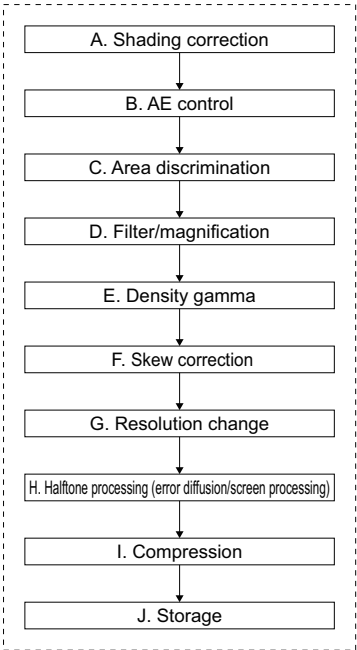 A. Shading correction
B. AE control
C. Area discrimination
D. Filter/magnification
E. Density gamma
F. Skew correction
G. Resolution change
H. Halftone processing (error diffusion/screen processing)
I. Compression
J. Storage